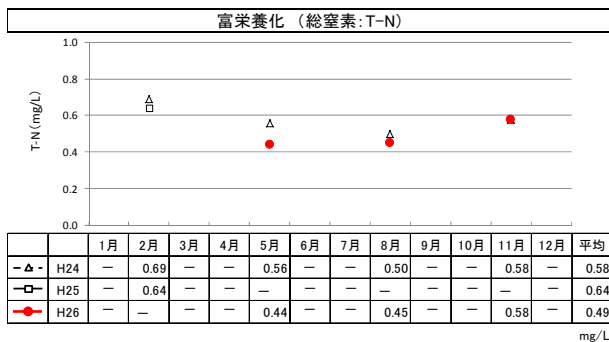 富栄養化 （総窒素：T-N）
1.0
0.8
0.6
0.4
0.2
0.0
T-N（mg/L）
1月 2月 3月 4月 5月 6月 7月 8月 9月 10月 11月 12月 平均
H24 － 0.69 － － 0.56 － － 0.50 － － 0.58 － 0.58
H25 － 0.64 － － － － － － － － － － 0.64
H26 － － － － 0.44 － － 0.45 － － 0.58 － 0.49
mg/L